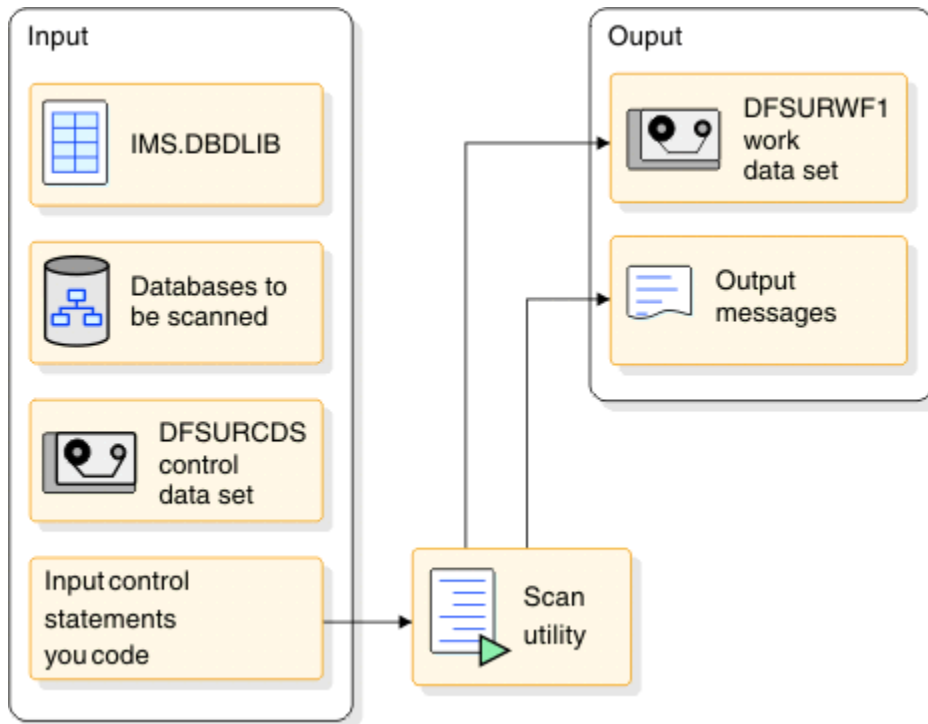 Input
IMS.DBDLIB
Databases to
be scanned
DFSURCDS
control
data set
Input control
statements
you code
Scan
utility
Ouput
DFSURWF1
work
data set
Output
messages